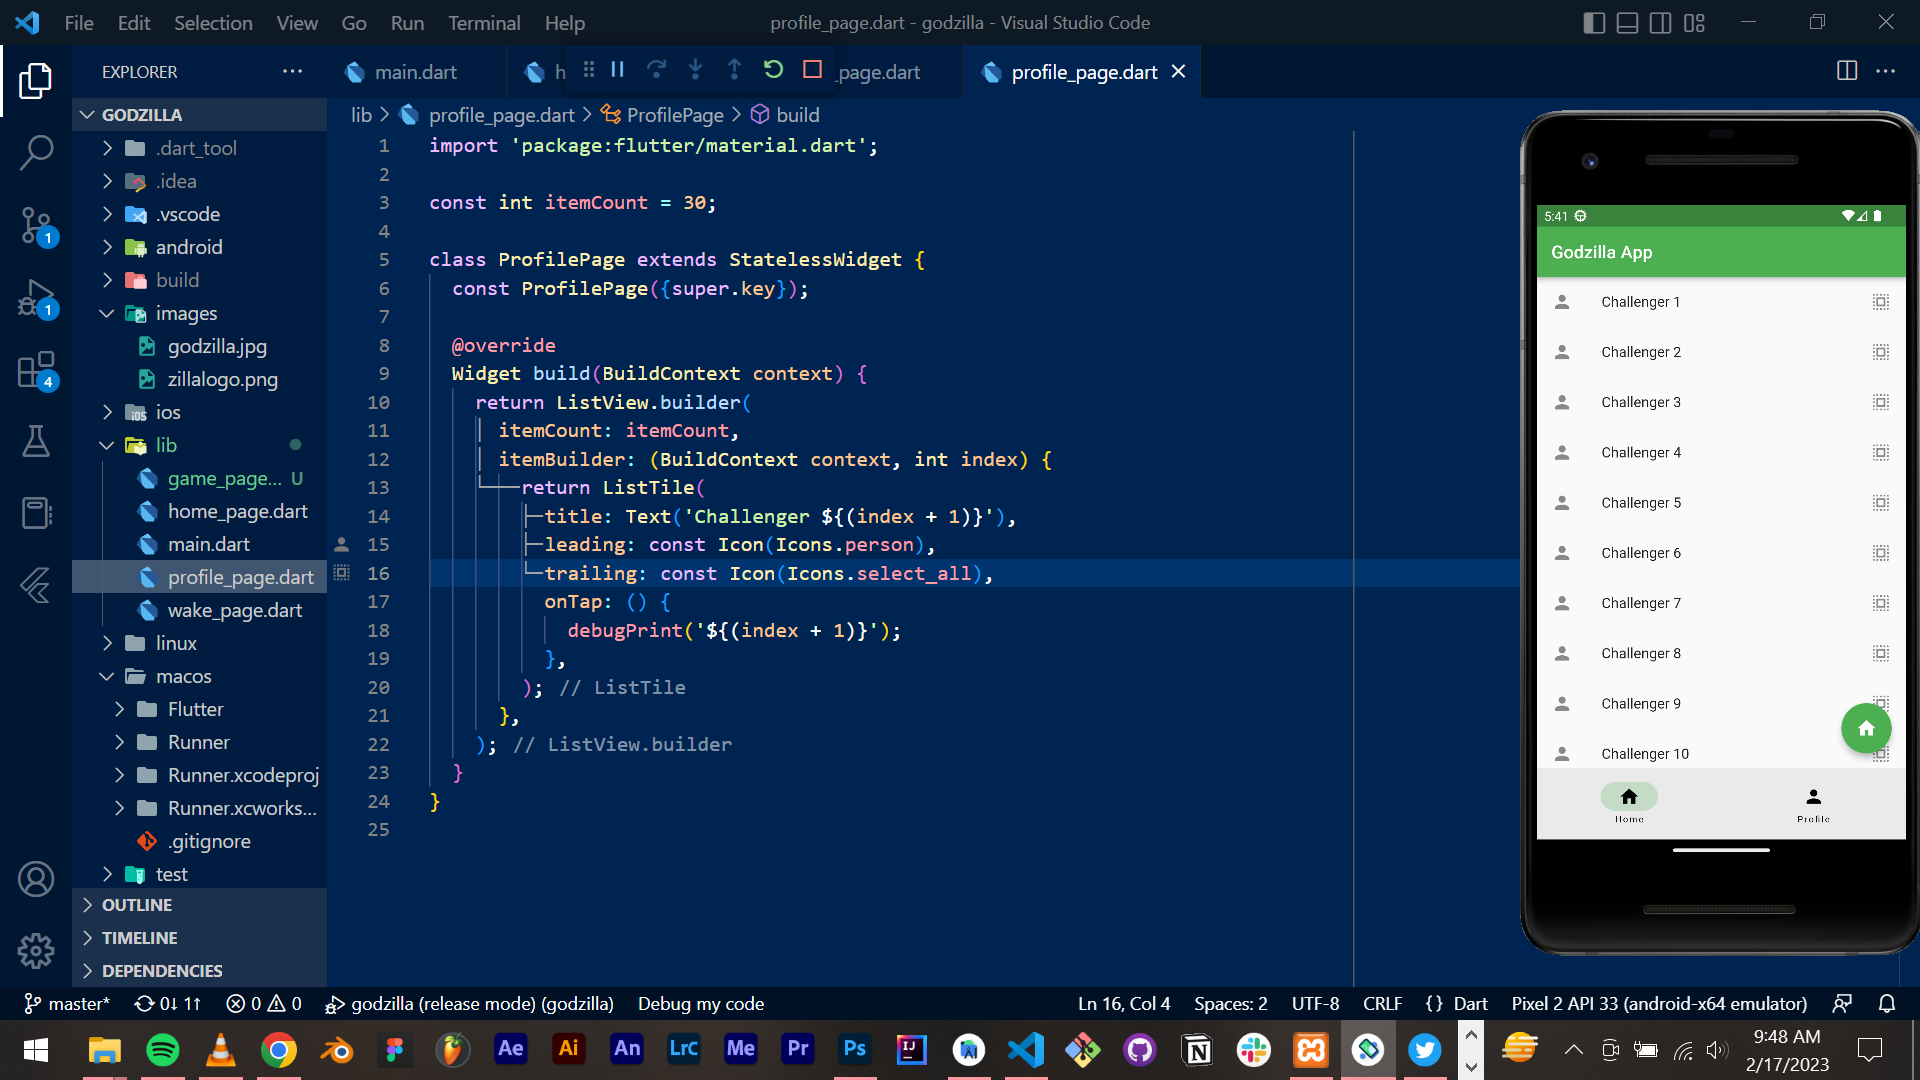 File Edit Selection View Go Run Terminal Help
profile_page.dart - godzilla - Visual Studio Code
EXPLORER
main.dart
h
_page.dart
profile_page.dart
GODZILLA
.dart_tool
.idea
.vscode
android
build
images
godzilla.jpg
zillalogo.png
ios
lib
game_page... U
home_page.dart
main.dart
profile_page.dart
wake_page.dart
linux
macos
Flutter
Runner
Runner.xcodeproj
Runner.xcworks...
.gitignore
test
OUTLINE
TIMELINE
DEPENDENCIES
1
1
4
lib > profile_page.dart > ProfilePage > build
1 import 'package:flutter/material.dart';
2
3 const int itemCount = 30;
4
5 class ProfilePage extends StatelessWidget {
6 const ProfilePage({super.key});
7
8 @override
9 Widget build(BuildContext context) {
10 return ListView.builder(
11 itemCount: itemCount,
12 itemBuilder: (BuildContext context, int index) {
13 return ListTile(
14 title: Text('Challenger ${(index + 1)}'),
15 leading: const Icon(Icons.person),
16 trailing: const Icon(Icons.select_all),
17 onTap: () {
18 debugPrint('${(index + 1)}');
19 },
20 ); // ListTile
21 },
22 ); // ListView.builder
23 }
24 }
25
5:41
Godzilla App
Challenger 1
Challenger 2
Challenger 3
Challenger 4
Challenger 5
Challenger 6
Challenger 7
Challenger 8
Challenger 9
Challenger 10
Home
Profile
master* 0↓ 1↑ 0 0 godzilla (release mode) (godzilla) Debug my code
Ln 16, Col 4 Spaces: 2 UTF-8 CRLF {} Dart Pixel 2 API 33 (android-x64 emulator)
Ae Ai An LrC Me Pr Ps IJ N
9:48 AM
2/17/2023